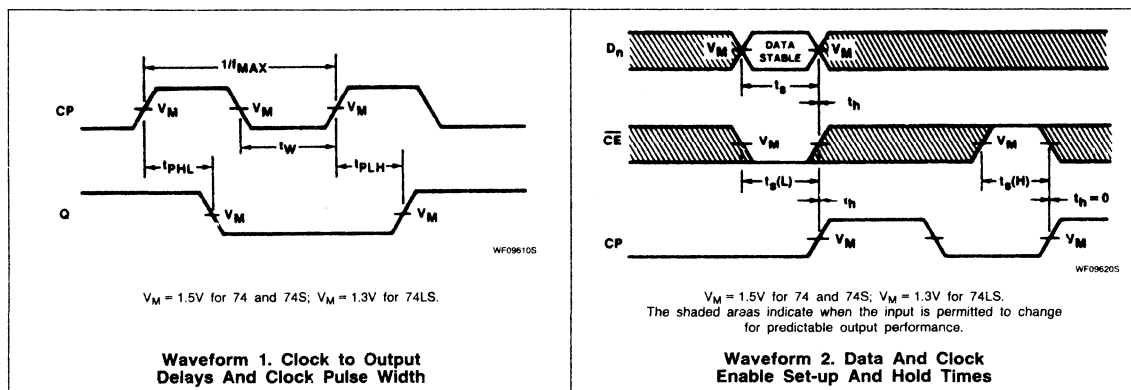 1/fMAX
CP
VM
VM
VM
tW
tPHL
tPLH
Q
VM
VM
WF09610S
VM = 1.5V for 74 and 74S; VM = 1.3V for 74LS.
Waveform 1. Clock to Output
Delays And Clock Pulse Width
Dn
VM
DATA
STABLE
VM
ts
th
CE
VM
VM
ts(L)
ts(H)
th
th = 0
CP
VM
VM
WF09620S
VM = 1.5V for 74 and 74S; VM = 1.3V for 74LS.
The shaded areas indicate when the input is permitted to change
for predictable output performance.
Waveform 2. Data And Clock
Enable Set-up And Hold Times